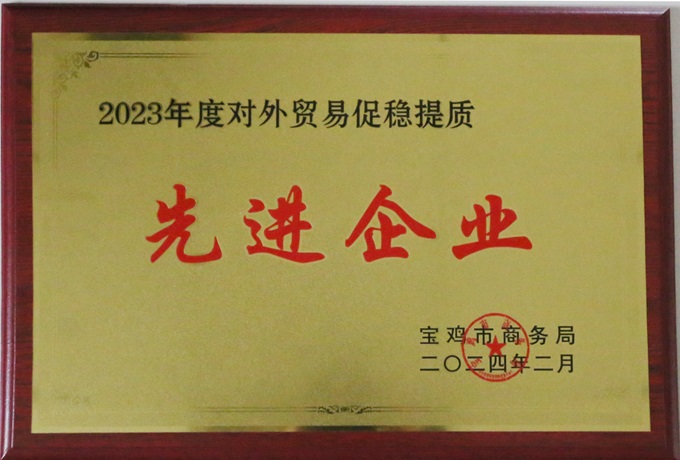 2023年度对外贸易促稳提质
先进企业
宝鸡市商务局
二〇二四年二月